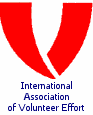 International
Association
of Volunteer Effort